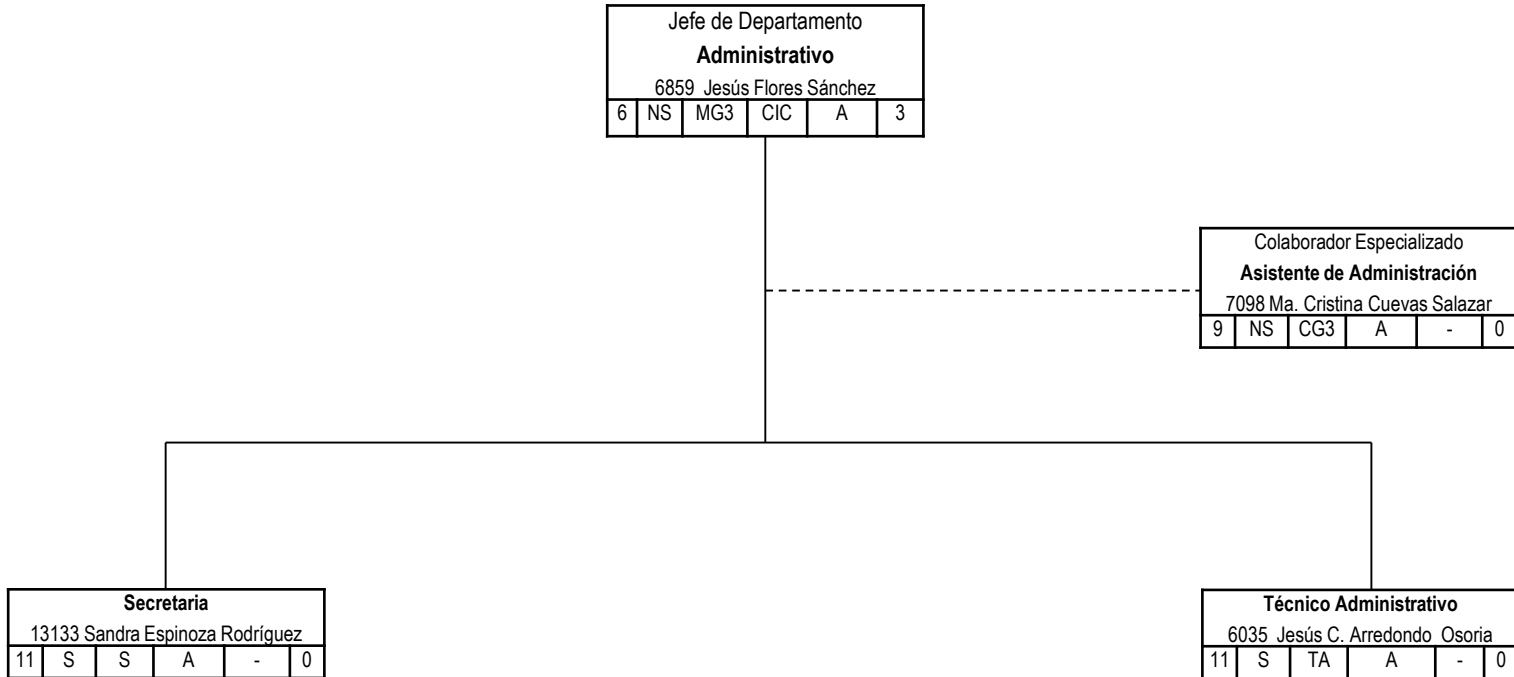 Jefe de Departamento
Administrativo
6859 Jesús Flores Sánchez
6 NS MG3 CIC A 3
Colaborador Especializado
Asistente de Administración
7098 Ma. Cristina Cuevas Salazar
9 NS CG3 A - 0
Secretaria
13133 Sandra Espinoza Rodríguez
11 S S A - 0
Técnico Administrativo
6035 Jesús C. Arredondo Osoria
11 S TA A - 0